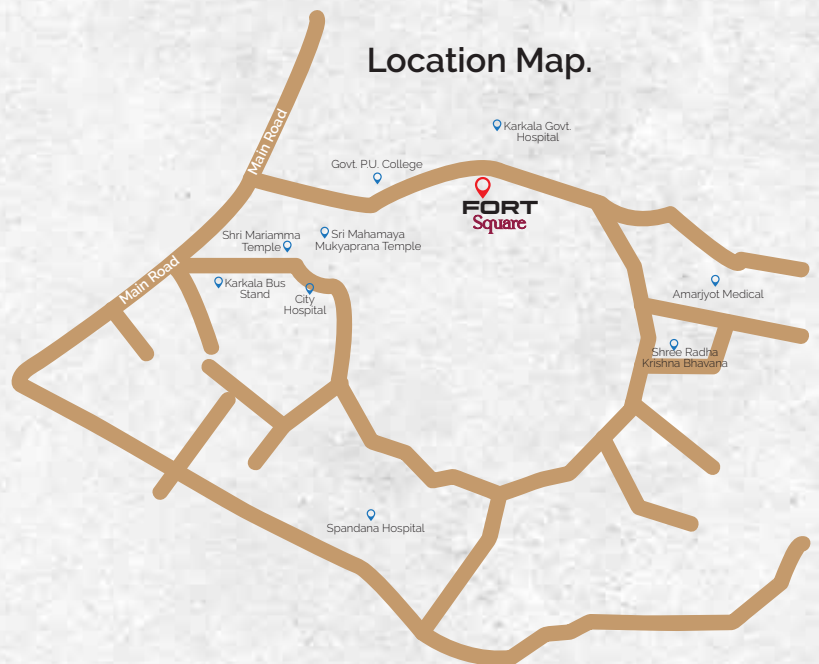 Location Map.
Main Road
Karkala Govt.
Hospital
Govt. P.U. College
FORT
Square
Shri Mariamma
Temple
Sri Mahamaya
Mukyaprana Temple
Main Road
Karkala Bus
Stand
City
Hospital
Amarjyot Medical
Shree Radha
Krishna Bhavana
Spandana Hospital